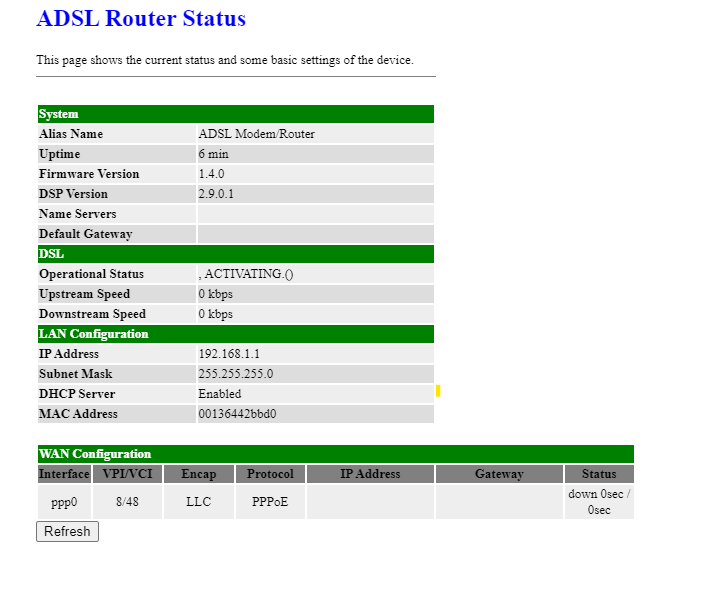 ADSL Router Status
This page shows the current status and some basic settings of the device.
System
Alias Name ADSL Modem/Router
Uptime 6 min
Firmware Version 1.4.0
DSP Version 2.9.0.1
Name Servers
Default Gateway
DSL
Operational Status , ACTIVATING.()
Upstream Speed 0 kbps
Downstream Speed 0 kbps
LAN Configuration
IP Address 192.168.1.1
Subnet Mask 255.255.255.0
DHCP Server Enabled
MAC Address 00136442bbd0
WAN Configuration
Interface VPI/VCI Encap Protocol IP Address Gateway Status
ppp0 8/48 LLC PPPoE down 0sec /
0sec
Refresh